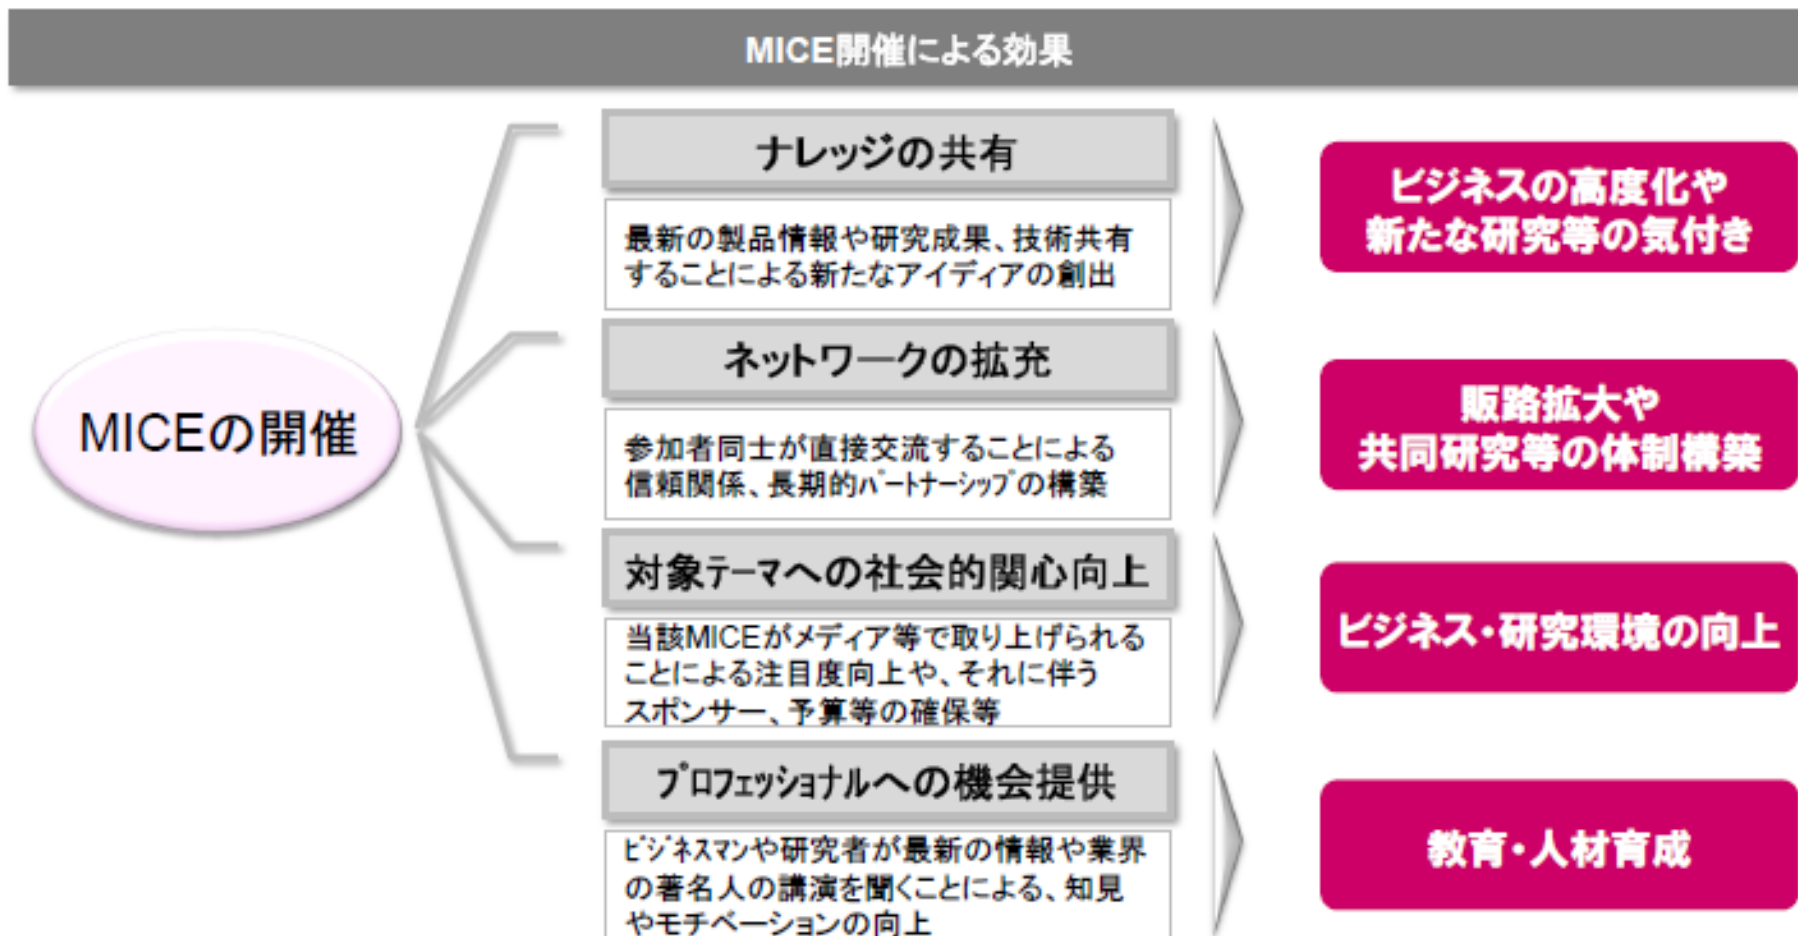 MICE開催による効果
MICEの開催
ナレッジの共有
最新の製品情報や研究成果、技術共有
することによる新たなアイディアの創出
ビジネスの高度化や
新たな研究等の気付き
ネットワークの拡充
参加者同士が直接交流することによる
信頼関係、長期的ﾊﾟｰﾄﾅｰｼｯﾌﾟの構築
販路拡大や
共同研究等の体制構築
対象ﾃｰﾏへの社会的関心向上
当該MICEがメディア等で取り上げられる
ことによる注目度向上や、それに伴う
スポンサー、予算等の確保等
ビジネス・研究環境の向上
ﾌﾟﾛﾌｪｯｼｮﾅﾙへの機会提供
ﾋﾞｼﾞﾈｽﾏﾝや研究者が最新の情報や業界
の著名人の講演を聞くことによる、知見
やモチベーションの向上
教育・人材育成